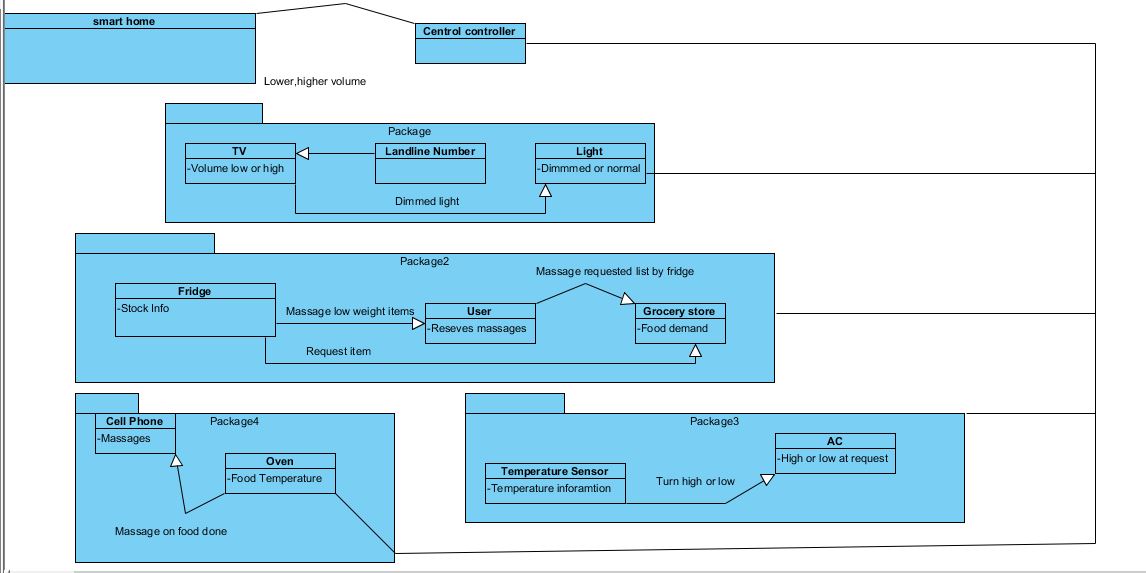 smart home
Centrol controller
Lower,higher volume
Package
TV
-Volume low or high
Landline Number
Light
-Dimmmed or normal
Dimmed light
Package2
Massage requested list by fridge
Fridge
-Stock Info
Massage low weight items
User
-Reseves massages
Grocery store
-Food demand
Request item
Cell Phone
-Massages
Package4
Oven
-Food Temperature
Massage on food done
Package3
AC
-High or low at request
Temperature Sensor
-Temperature inforamtion
Turn high or low